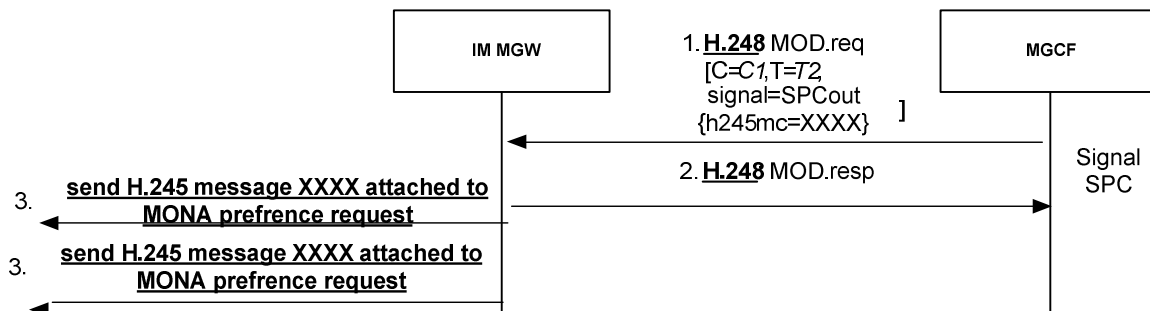 IM MGW
1. H.248 MOD.req
[C=C1,T=T2,
signal=SPCout
{h245mc=XXXX}
]
MGCF
2. H.248 MOD.resp
Signal
SPC
3. send H.245 message XXXX attached to
MONA prefrence request
3. send H.245 message XXXX attached to
MONA prefrence request